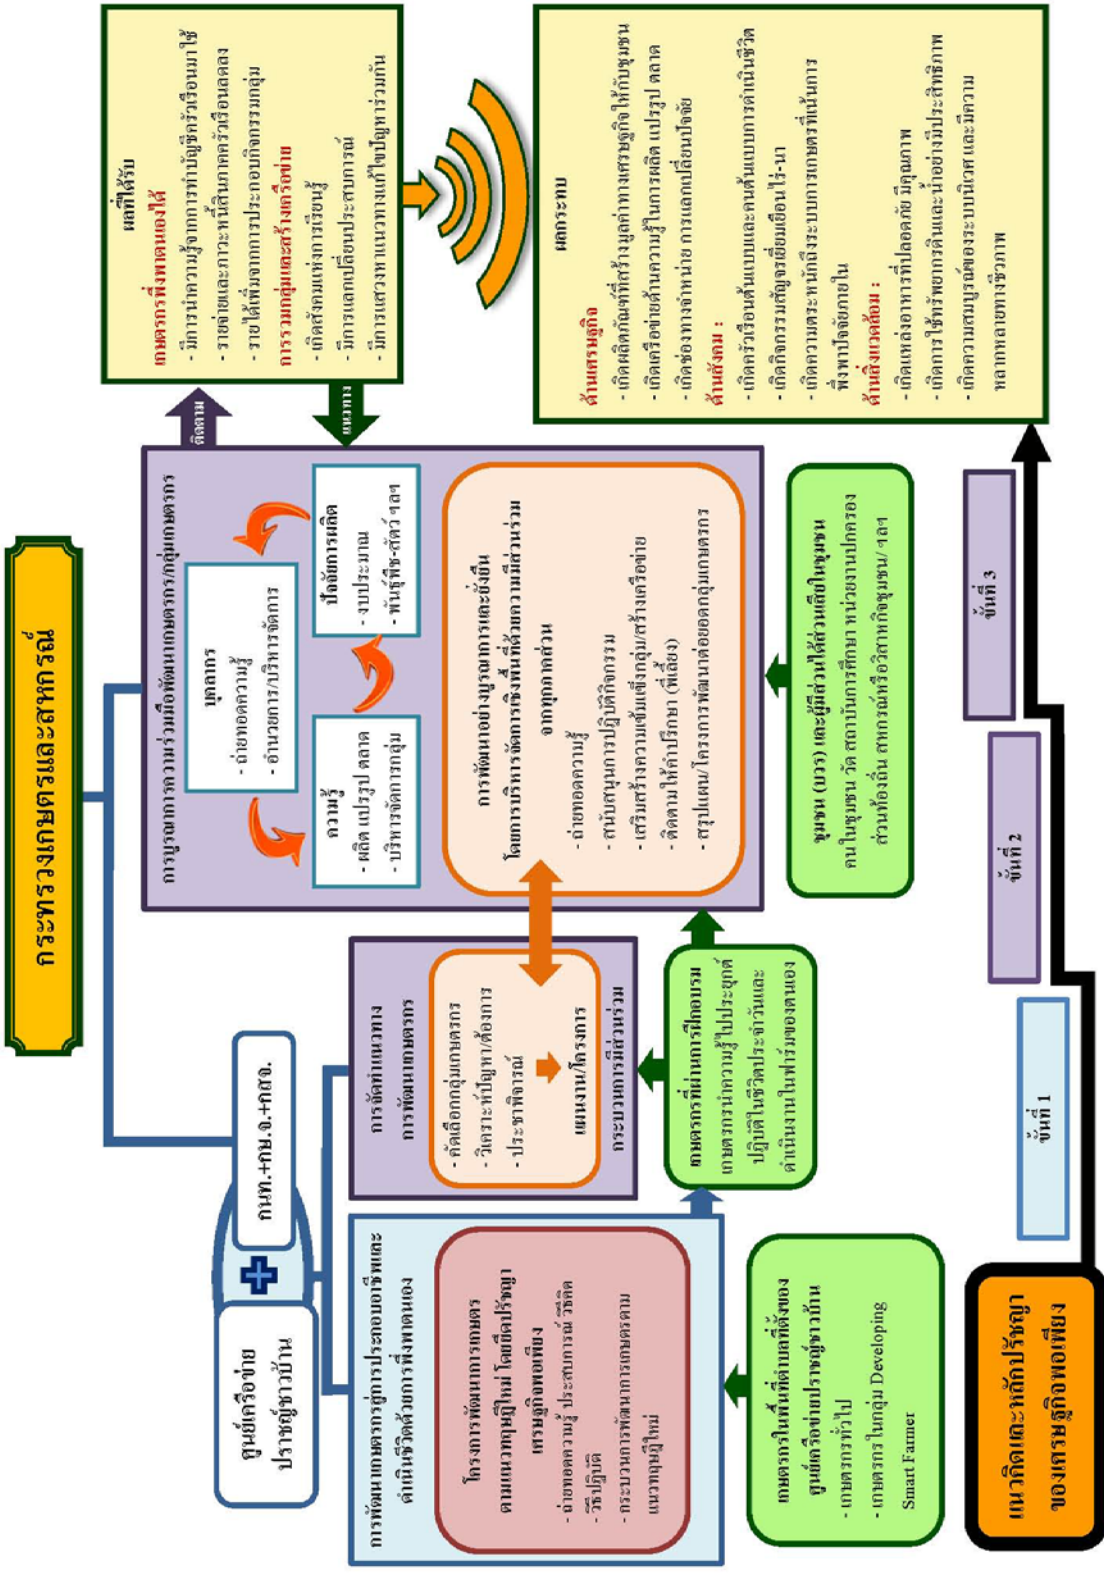 กระทรวงเกษตรและสหกรณ์
ศูนย์เครือข่าย
ปราชญ์ชาวบ้าน
กนท.+กษ.จ.+กสจ.
การพัฒนาเกษตรกรสู่การประกอบอาชีพและ
ดำเนินชีวิตด้วยการพึ่งพาตนเอง
โครงการพัฒนาการเกษตร
ตามแนวทฤษฎีใหม่ โดยยึดปรัชญา
เศรษฐกิจพอเพียง
- ถ่ายทอดความรู้ ประสบการณ์ วิธีคิด
- วิธีปฏิบัติ
- กระบวนการพัฒนาการเกษตรตาม
แนวทฤษฎีใหม่
เกษตรกรในพื้นที่ตำบลที่ตั้งของ
ศูนย์เครือข่ายปราชญ์ชาวบ้าน
- เกษตรกรทั่วไป
- เกษตรกรในกลุ่ม Developing
Smart Farmer
การจัดทำแนวทาง
การพัฒนาเกษตรกร
- คัดเลือกกลุ่มเกษตรกร
- วิเคราะห์ปัญหา/ต้องการ
- ประชาพิจารณ์
แผนงาน/โครงการ
กระบวนการมีส่วนร่วม
เกษตรกรที่ผ่านการฝึกอบรม
เกษตรกรนำความรู้ไปประยุกต์
ปฏิบัติในชีวิตประจำวันและ
ดำเนินงานในฟาร์มของตนเอง
การบูรณาการความร่วมมือพัฒนาเกษตรกร/กลุ่มเกษตรกร
บุคลากร
- ถ่ายทอดความรู้
- อำนวยการ/บริหารจัดการ
ความรู้
- ผลิต แปรรูป ตลาด
- บริหารจัดการกลุ่ม
ปัจจัยการผลิต
- งบประมาณ
- พันธุ์พืช-สัตว์ ฯลฯ
การพัฒนาอย่างบูรณาการและยั่งยืน
โดยการบริหารจัดการเชิงพื้นที่ด้วยความมีส่วนร่วม
จากทุกภาคส่วน
- ถ่ายทอดความรู้
- สนับสนุนการปฏิบัติกิจกรรม
- เสริมสร้างความเข้มแข็งกลุ่ม/สร้างเครือข่าย
- ติดตามให้คำปรึกษา (พี่เลี้ยง)
- สรุปแผน/โครงการพัฒนาต่อยอดกลุ่มเกษตรกร
ชุมชน (บวร) และผู้มีส่วนได้ส่วนเสียในชุมชน
คนในชุมชน วัด สถาบันการศึกษา หน่วยงานปกครอง
ส่วนท้องถิ่น สหกรณ์หรือวิสาหกิจชุมชน/ ฯลฯ
ติดตาม
แนวทาง
ผลที่ได้รับ
เกษตรกรพึ่งพาตนเองได้
- มีการนำความรู้จากการทำบัญชีครัวเรือนมาใช้
- รายจ่ายและภาวะหนี้สินภาคครัวเรือนลดลง
- รายได้เพิ่มจากการประกอบกิจกรรมกลุ่ม
การรวมกลุ่มและสร้างเครือข่าย
- เกิดสังคมแห่งการเรียนรู้
- มีการแลกเปลี่ยนประสบการณ์
- มีการแสวงหาแนวทางแก้ไขปัญหาร่วมกัน
ผลกระทบ
ด้านเศรษฐกิจ
- เกิดผลิตภัณฑ์ที่สร้างมูลค่าทางเศรษฐกิจให้กับชุมชน
- เกิดเครือข่ายด้านความรู้ในการผลิต แปรรูป ตลาด
- เกิดช่องทางจำหน่าย การแลกเปลี่ยนปัจจัย
ด้านสังคม :
- เกิดครัวเรือนต้นแบบและคนต้นแบบการดำเนินชีวิต
- เกิดกิจกรรมสัญจรเยี่ยมเยือนไร่-นา
- เกิดความตระหนักถึงระบบการเกษตรที่เน้นการ
พึ่งพาปัจจัยภายใน
ด้านสิ่งแวดล้อม :
- เกิดแหล่งอาหารที่ปลอดภัย มีคุณภาพ
- เกิดการใช้ทรัพยากรดินและน้ำอย่างมีประสิทธิภาพ
- เกิดความสมบูรณ์ของระบบนิเวศ และมีความ
หลากหลายทางชีวภาพ
แนวคิดและหลักปรัชญา
ของเศรษฐกิจพอเพียง
ขั้นที่ 1
ขั้นที่ 2
ขั้นที่ 3